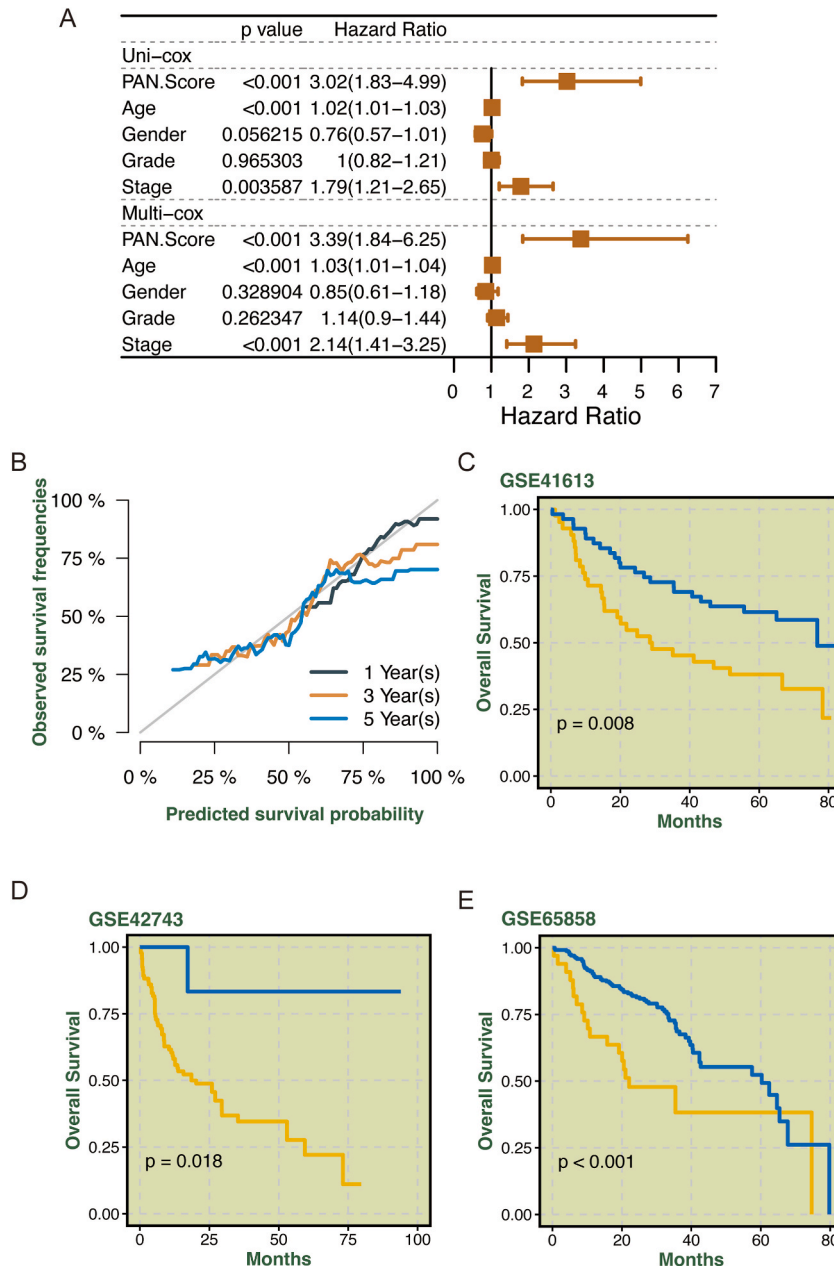 A
p value Hazard Ratio
Uni−cox
PAN.Score <0.001 3.02(1.83−4.99)
Age <0.001 1.02(1.01−1.03)
Gender 0.056215 0.76(0.57−1.01)
Grade 0.965303 1(0.82−1.21)
Stage 0.003587 1.79(1.21−2.65)
Multi−cox
PAN.Score <0.001 3.39(1.84−6.25)
Age <0.001 1.03(1.01−1.04)
Gender 0.328904 0.85(0.61−1.18)
Grade 0.262347 1.14(0.9−1.44)
Stage <0.001 2.14(1.41−3.25)
0 1 2 3 4 5 6 7
Hazard Ratio
B
Observed survival frequencies
100 %
75 %
50 %
25 %
0 %
1 Year(s)
3 Year(s)
5 Year(s)
0 % 25 % 50 % 75 % 100 %
Predicted survival probability
C
GSE41613
Overall Survival
1.00
0.75
0.50
0.25
0.00
p = 0.008
0 20 40 60 80
Months
D
GSE42743
Overall Survival
1.00
0.75
0.50
0.25
0.00
p = 0.018
0 25 50 75 100
Months
E
GSE65858
Overall Survival
1.00
0.75
0.50
0.25
0.00
p < 0.001
0 20 40 60 80
Months